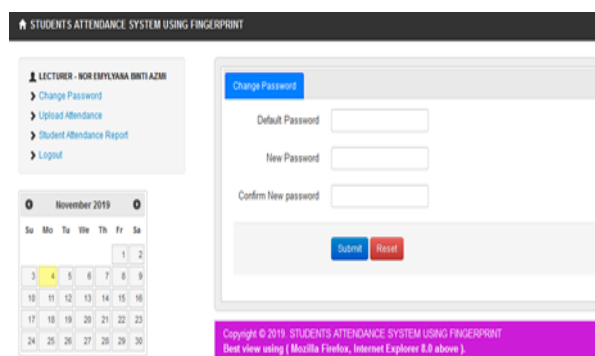 STUDENTS ATTENDANCE SYSTEM USING FINGERPRINT
LECTURER - NOR EMYLYANA BINTI AZMI
Change Password
Upload Attendance
Student Attendance Report
Logout
November 2019
Su Mo Tu We Th Fr Sa
1 2
3 4 5 6 7 8 9
10 11 12 13 14 15 16
17 18 19 20 21 22 23
24 25 26 27 28 29 30
Change Password
Default Password
New Password
Confirm New password
Submit Reset
Copyright © 2019. STUDENTS ATTENDANCE SYSTEM USING FINGERPRINT
Best view using ( Mozilla Firefox, Internet Explorer 8.0 above ).